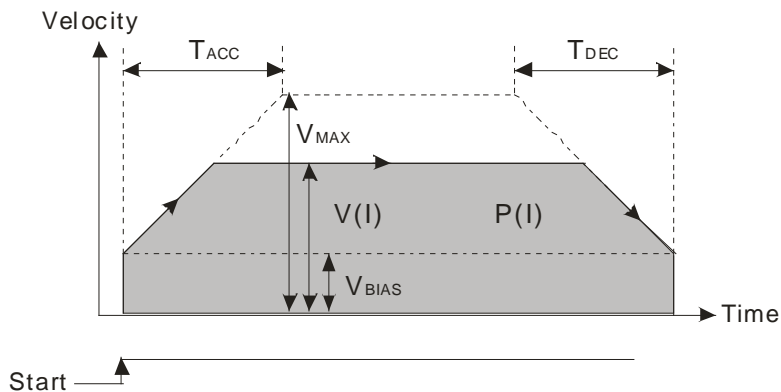 Velocity
TACC
TDEC
VMAX
V(I)
P(I)
VBIAS
Time
Start